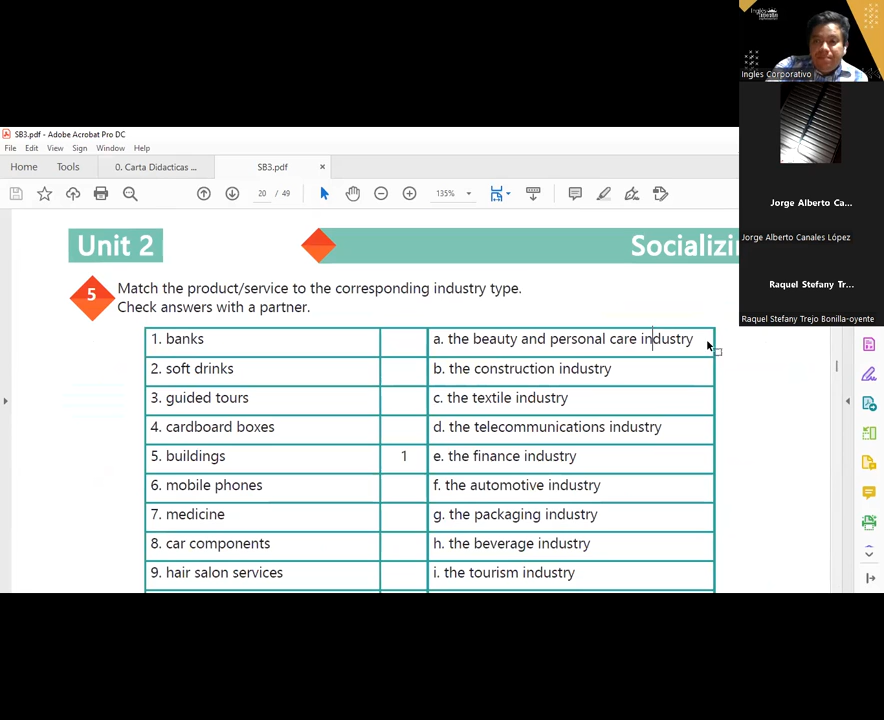 SB3.pdf - Adobe Acrobat Pro DC
File Edit View Sign Window Help
Home Tools 0. Carta Didacticas ... SB3.pdf ×
20 / 49 135%
Unit 2 Socializi
5 Match the product/service to the corresponding industry type.
Check answers with a partner.
1. banks a. the beauty and personal care industry
2. soft drinks b. the construction industry
3. guided tours c. the textile industry
4. cardboard boxes d. the telecommunications industry
5. buildings 1 e. the finance industry
6. mobile phones f. the automotive industry
7. medicine g. the packaging industry
8. car components h. the beverage industry
9. hair salon services i. the tourism industry
Ingles Corporativo
Jorge Alberto Ca...
Jorge Alberto Canales López
Raquel Stefany Tr...
Raquel Stefany Trejo Bonilla-oyente